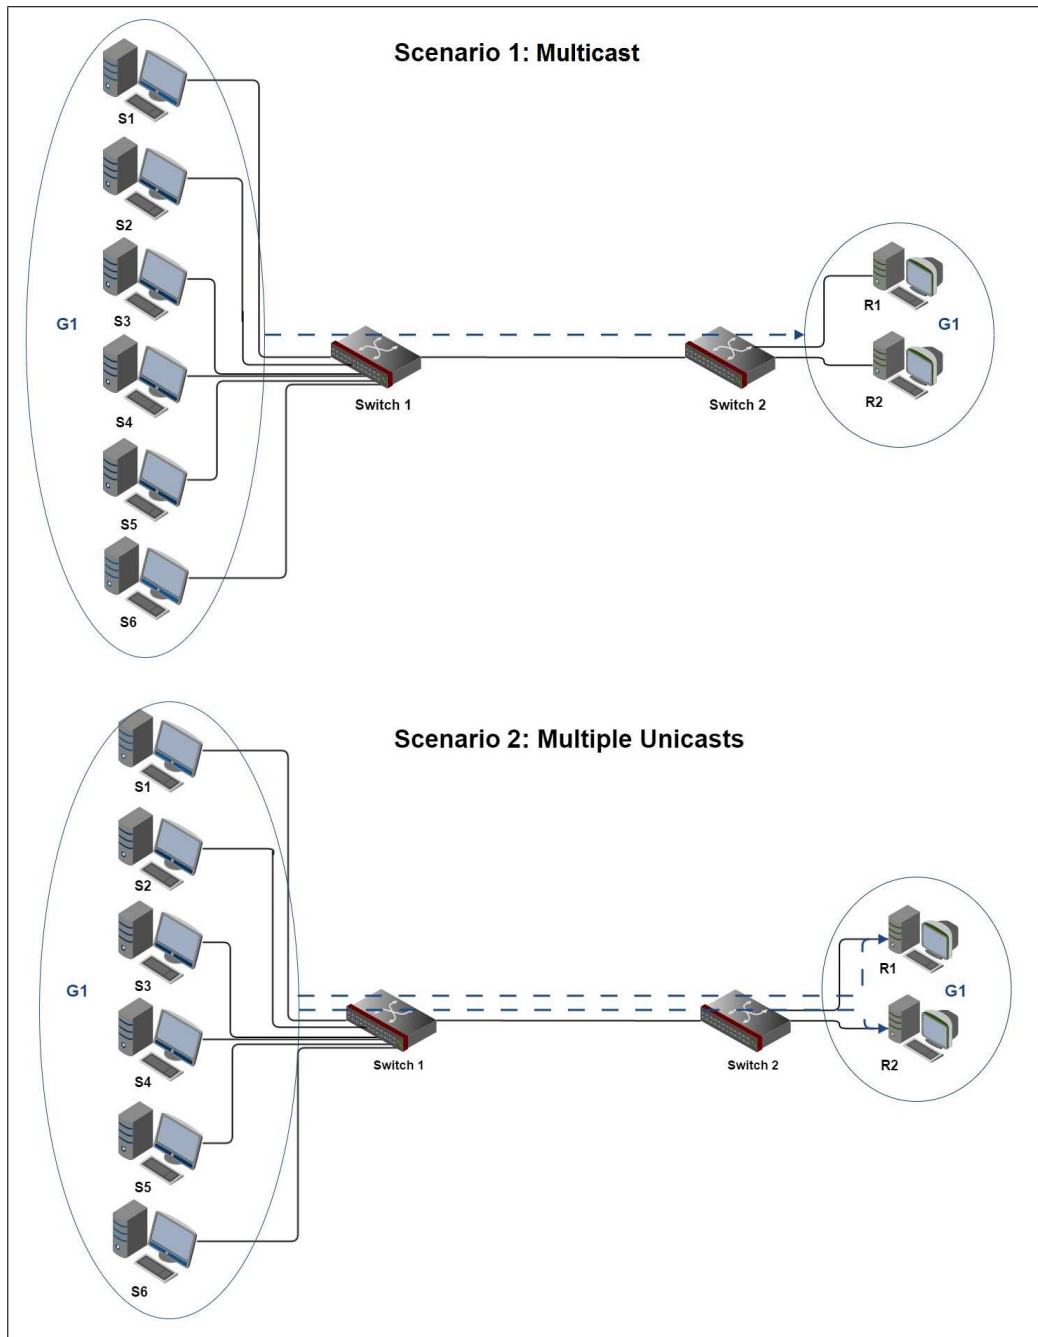 Scenario 1: Multicast
S1
S2
S3
G1
S4
S5
S6
Switch 1
Switch 2
R1
G1
R2
Scenario 2: Multiple Unicasts
S1
S2
S3
G1
S4
S5
S6
Switch 1
Switch 2
R1
G1
R2